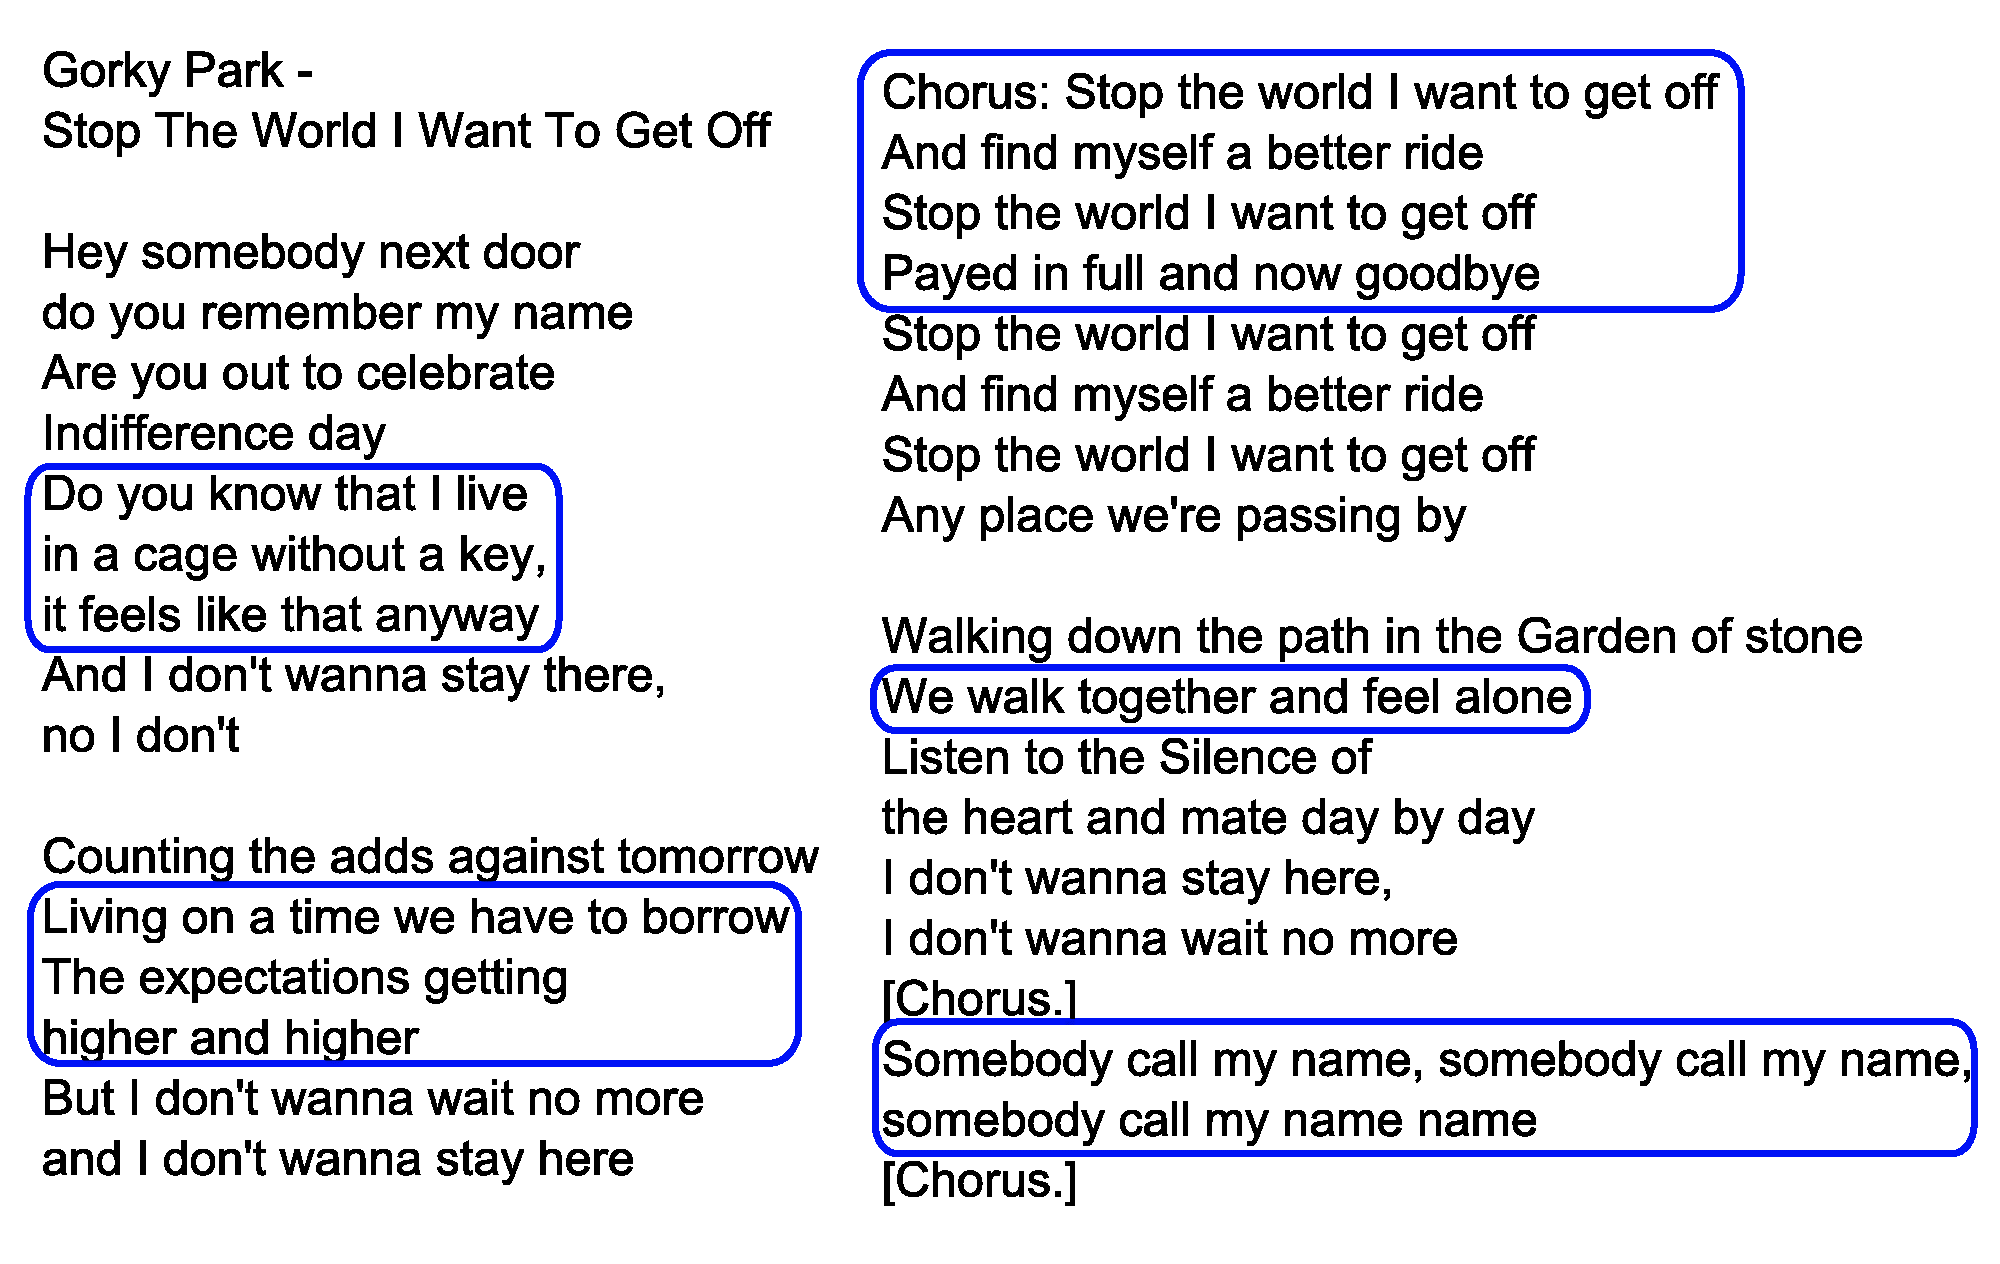 Gorky Park -
Stop The World I Want To Get Off
Hey somebody next door
do you remember my name
Are you out to celebrate
Indifference day
Do you know that I live
in a cage without a key,
it feels like that anyway
And I don't wanna stay there,
no I don't
Counting the adds against tomorrow
Living on a time we have to borrow
The expectations getting
higher and higher
But I don't wanna wait no more
and I don't wanna stay here
Chorus: Stop the world I want to get off
And find myself a better ride
Stop the world I want to get off
Payed in full and now goodbye
Stop the world I want to get off
And find myself a better ride
Stop the world I want to get off
Any place we're passing by
Walking down the path in the Garden of stone
We walk together and feel alone
Listen to the Silence of
the heart and mate day by day
I don't wanna stay here,
I don't wanna wait no more
[Chorus.]
Somebody call my name, somebody call my name,
somebody call my name name
[Chorus.]